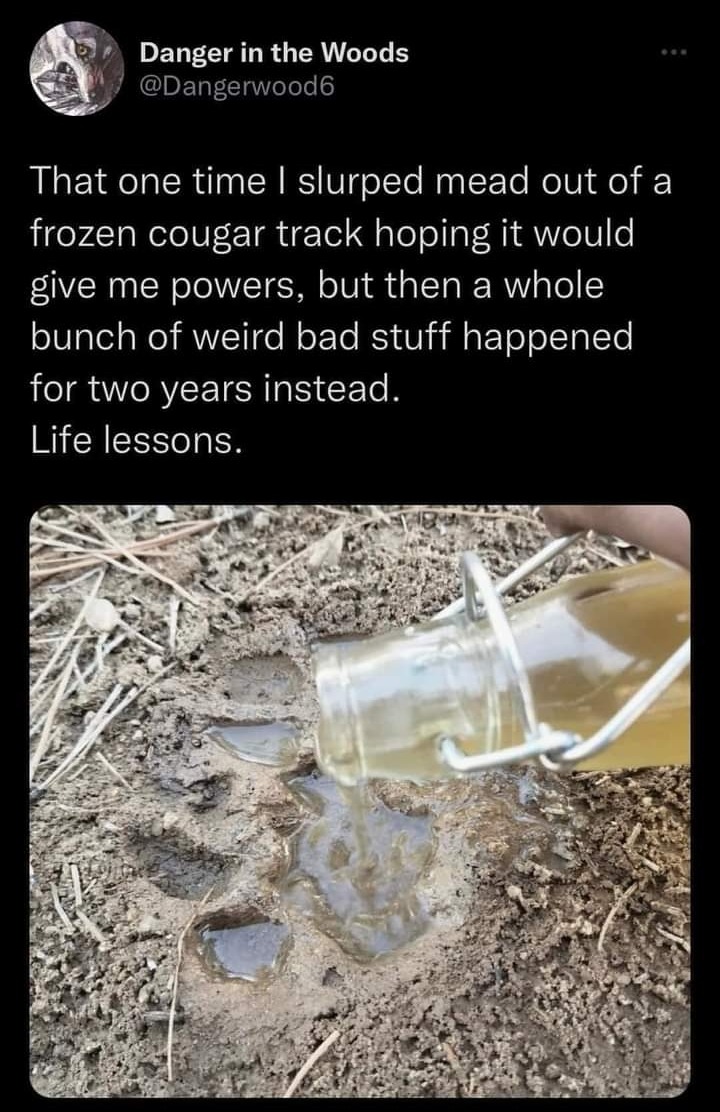 Danger in the Woods
@Dangerwood6
That one time I slurped mead out of a
frozen cougar track hoping it would
give me powers, but then a whole
bunch of weird bad stuff happened
for two years instead.
Life lessons.